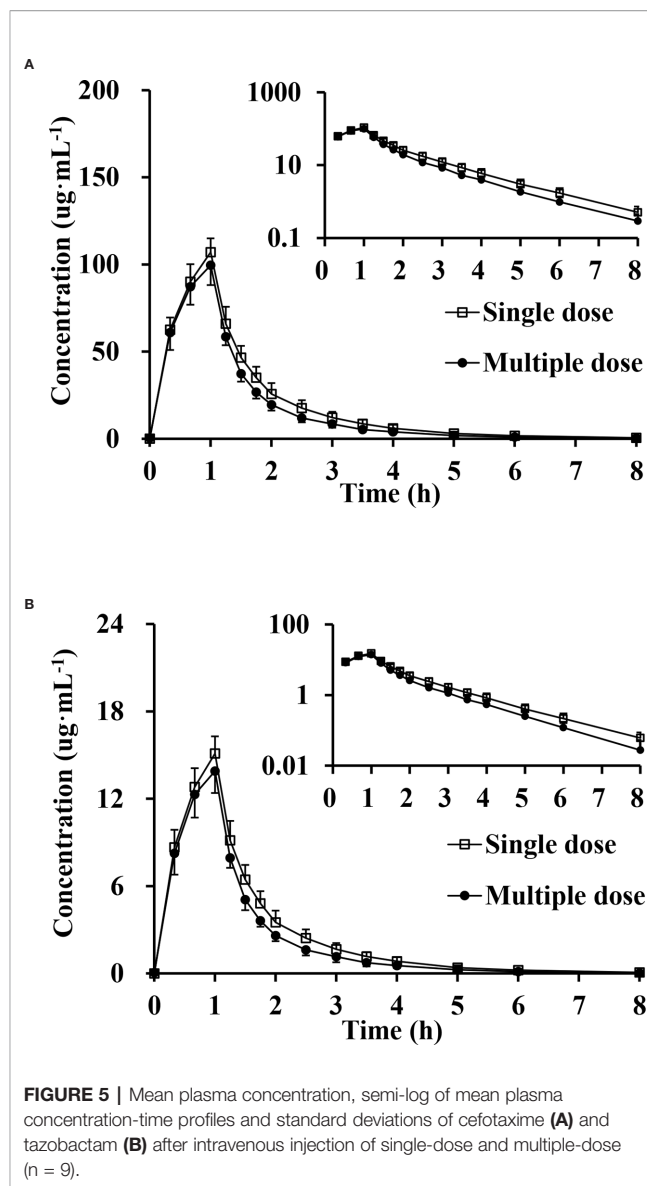 A
Concentration (ug·mL-1)
200
150
100
50
0
0 1 2 3 4 5 6 7 8
Time (h)
1000
10
0.1
0 1 2 3 4 5 6 7 8
Single dose
Multiple dose
B
Concentration (ug·mL-1)
24
18
12
6
0
0 1 2 3 4 5 6 7 8
Time (h)
100
1
0.01
0 1 2 3 4 5 6 7 8
Single dose
Multiple dose
FIGURE 5 | Mean plasma concentration, semi-log of mean plasma
concentration-time profiles and standard deviations of cefotaxime (A) and
tazobactam (B) after intravenous injection of single-dose and multiple-dose
(n = 9).